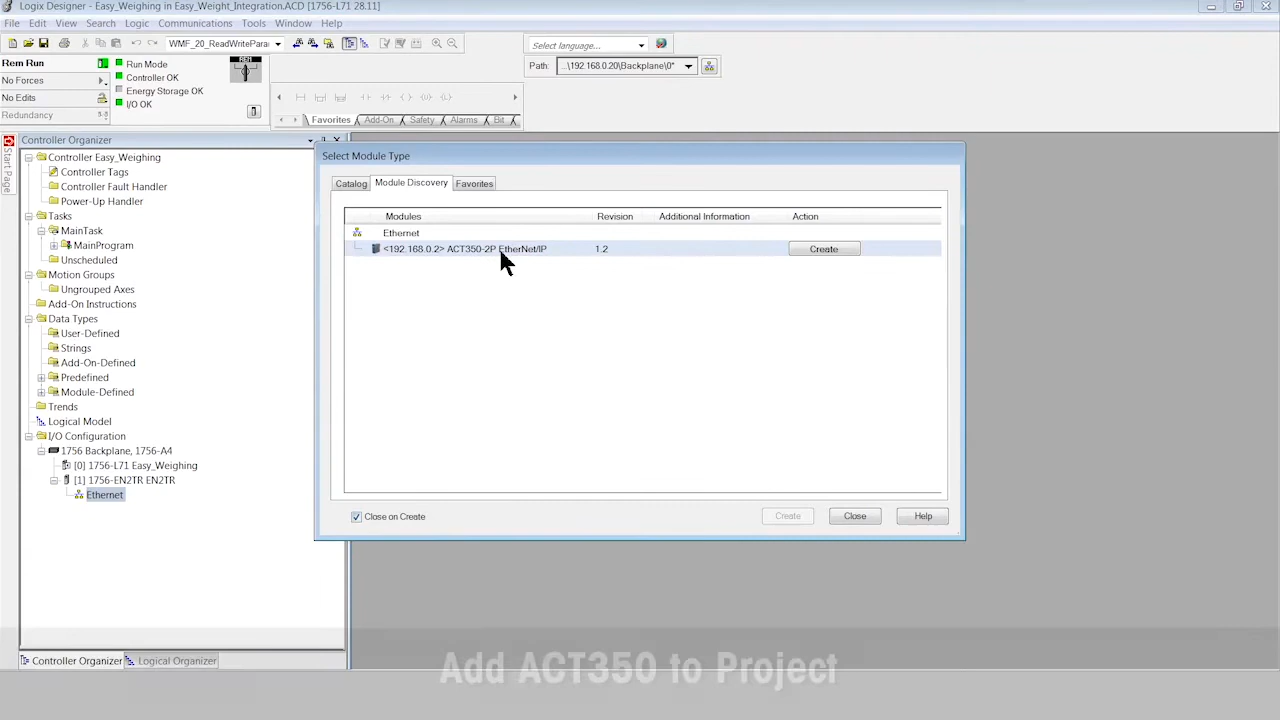 Logix Designer - Easy_Weighing in Easy_Weight_Integration.ACD [1756-L71 28.11]
File Edit View Search Logic Communications Tools Window Help
WMF_20_ReadWritePara
Select language...
Rem Run
Run Mode
No Forces
Controller OK
Energy Storage OK
No Edits
I/O OK
Redundancy
REM
Path: ..\192.168.0.20\Backplane\0*
Favorites Add-On Safety Alarms Bit
Start Page
Controller Organizer
Controller Easy_Weighing
Controller Tags
Controller Fault Handler
Power-Up Handler
Tasks
MainTask
MainProgram
Unscheduled
Motion Groups
Ungrouped Axes
Add-On Instructions
Data Types
User-Defined
Strings
Add-On-Defined
Predefined
Module-Defined
Trends
Logical Model
I/O Configuration
1756 Backplane, 1756-A4
[0] 1756-L71 Easy_Weighing
[1] 1756-EN2TR EN2TR
Ethernet
Controller Organizer Logical Organizer
Select Module Type
Catalog Module Discovery Favorites
Modules Revision Additional Information Action
Ethernet
<192.168.0.2> ACT350-2P EtherNet/IP 1.2 Create
Close on Create Create Close Help
Add ACT350 to Project